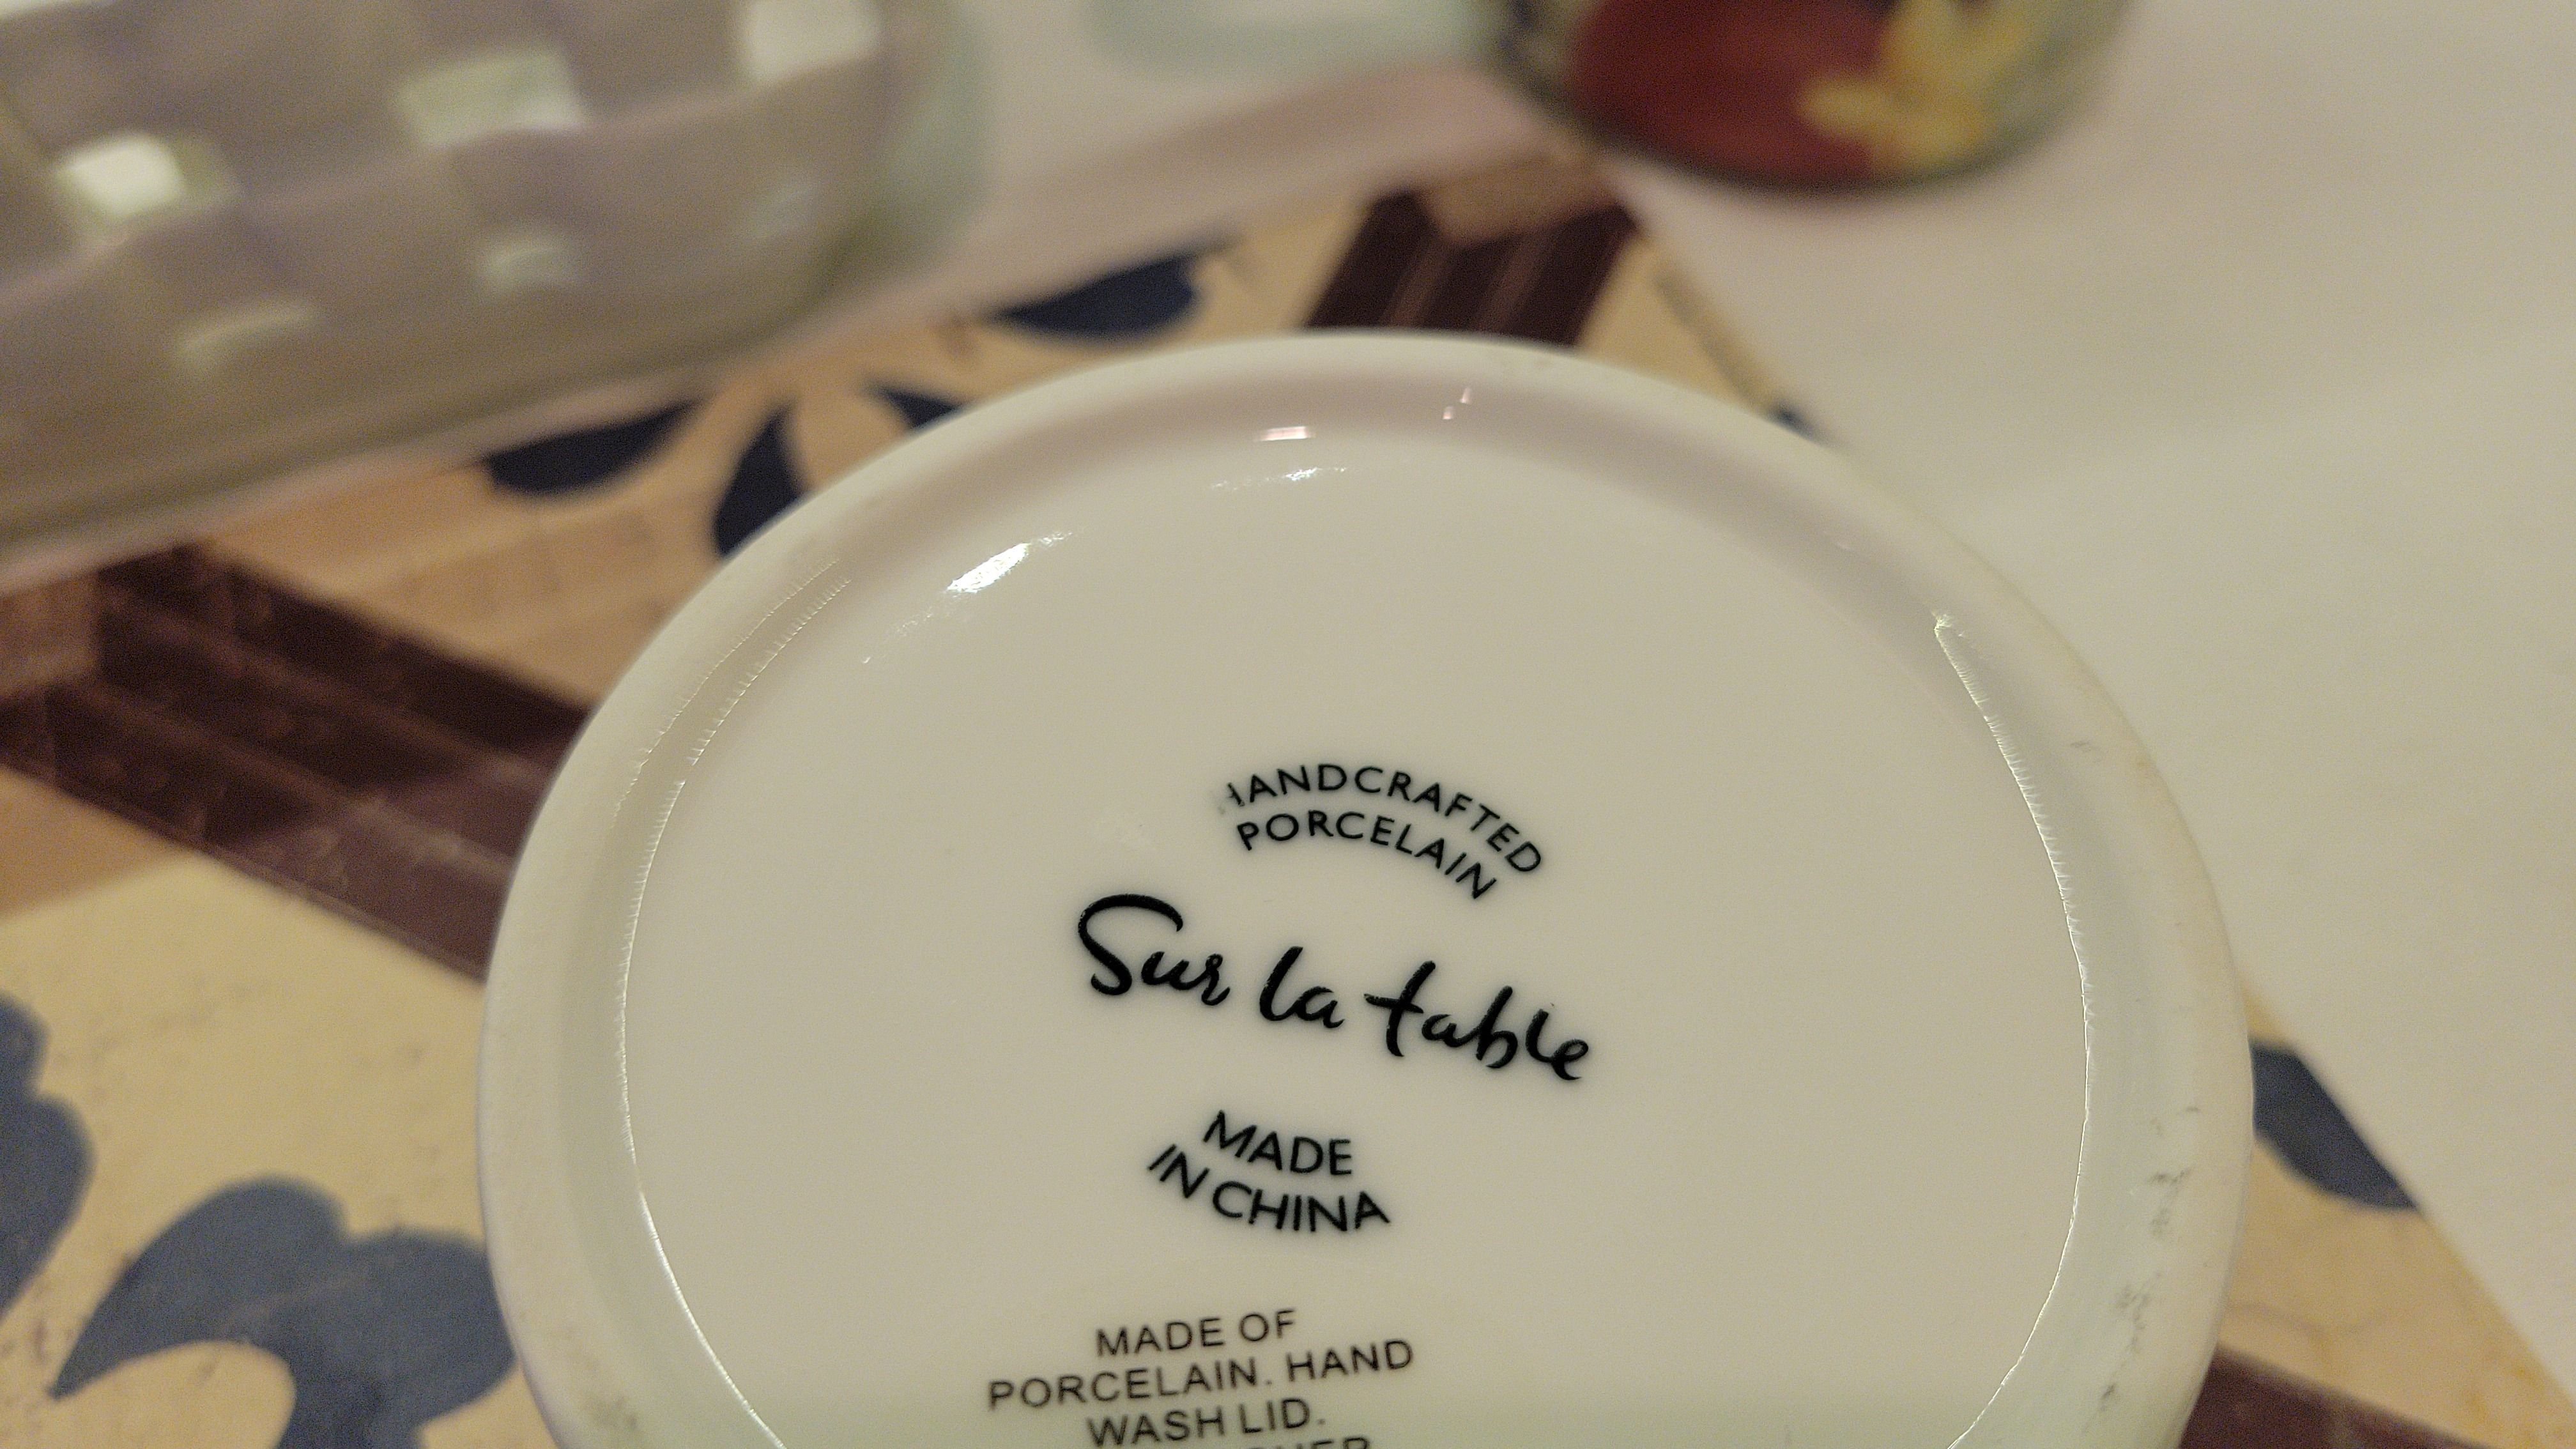 HANDCRAFTED
PORCELAIN
Sur la table
MADE
IN CHINA
MADE OF
PORCELAIN. HAND
WASH LID.